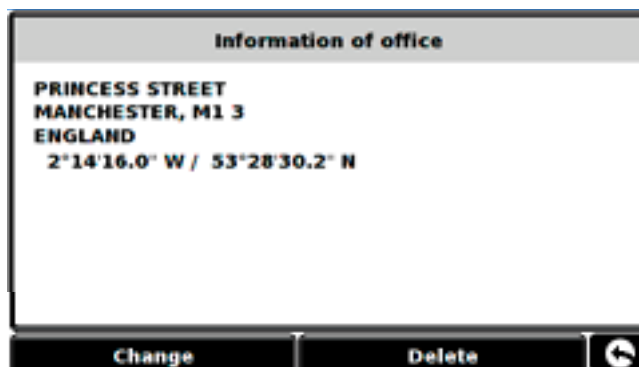 Information of office
PRINCESS STREET
MANCHESTER, M1 3
ENGLAND
2°14'16.0" W / 53°28'30.2" N
Change
Delete